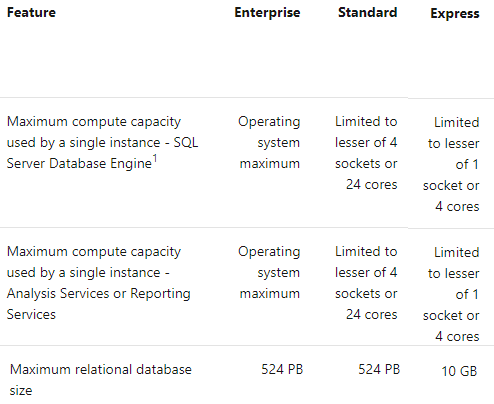 Feature Enterprise Standard Express
Maximum compute capacity
used by a single instance - SQL
Server Database Engine1
Operating
system
maximum
Limited to
lesser of 4
sockets or
24 cores
Limited
to lesser
of 1
socket or
4 cores
Maximum compute capacity
used by a single instance -
Analysis Services or Reporting
Services
Operating
system
maximum
Limited to
lesser of 4
sockets or
24 cores
Limited
to lesser
of 1
socket or
4 cores
Maximum relational database
size
524 PB
524 PB
10 GB